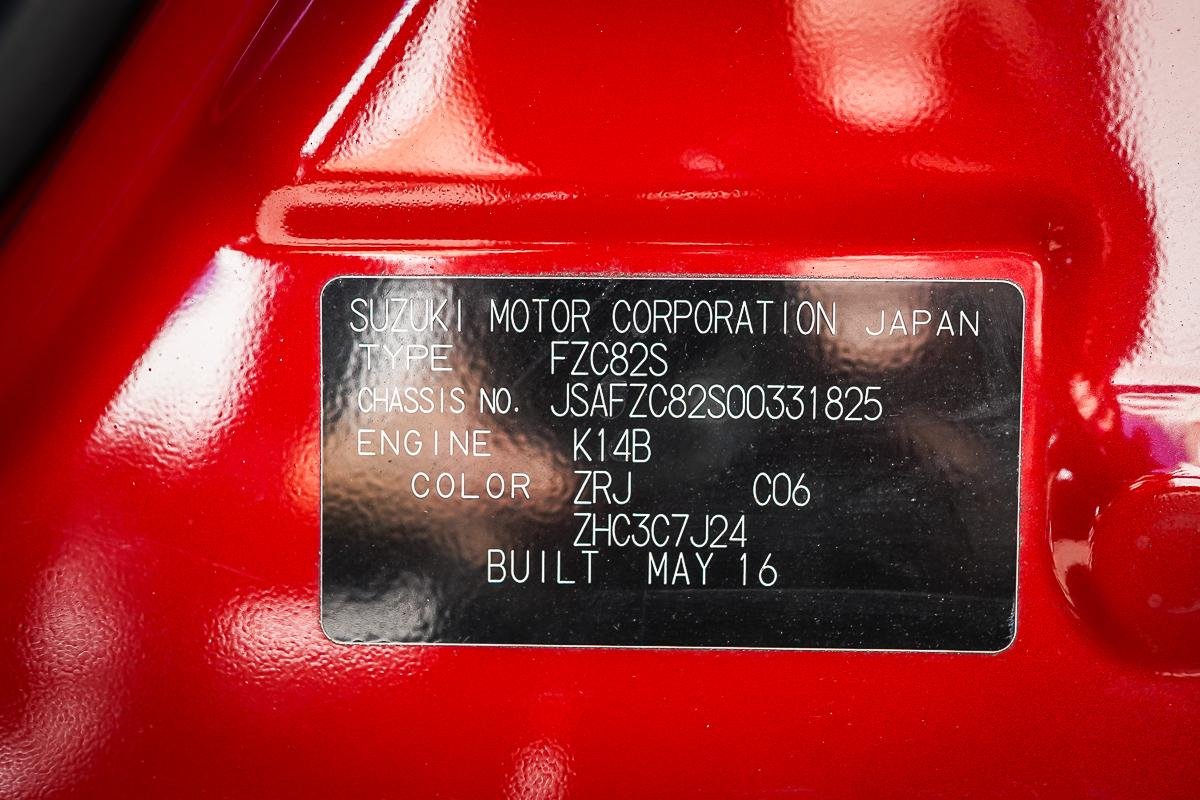 SUZUKI MOTOR CORPORATION JAPAN
TYPE FZC82S
CHASSIS NO. JSAFZC82S00331825
ENGINE K14B
COLOR ZRJ C06
ZHC3C7J24
BUILT MAY 16